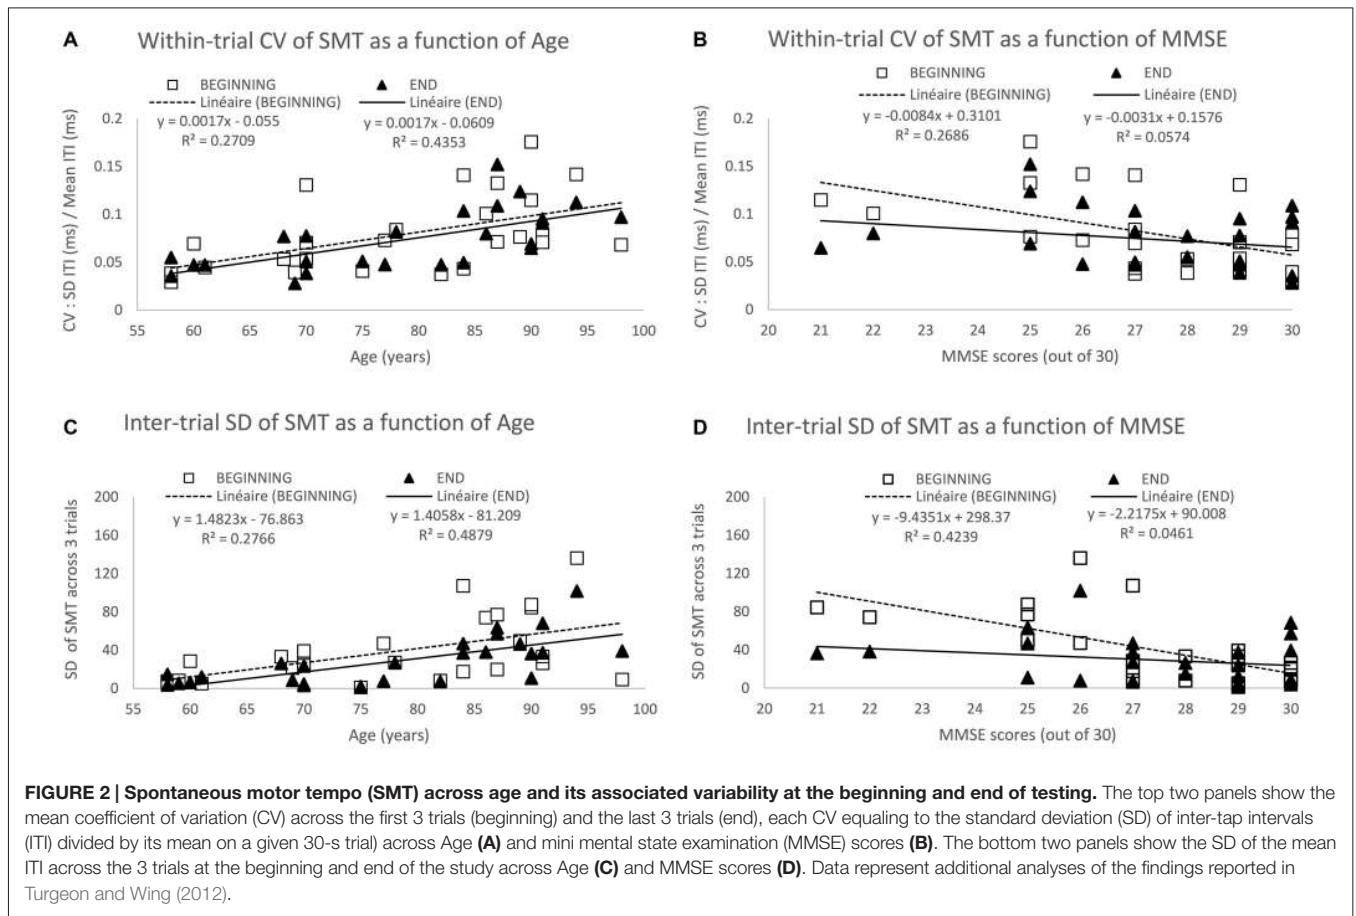 A Within-trial CV of SMT as a function of Age
BEGINNING END
Linéaire (BEGINNING) Linéaire (END)
y = 0.0017x - 0.055 y = 0.0017x - 0.0609
R² = 0.2709 R² = 0.4353
CV : SD ITI (ms) / Mean ITI (ms)
0.2
0.15
0.1
0.05
0
55 60 65 70 75 80 85 90 95 100
Age (years)
B Within-trial CV of SMT as a function of MMSE
BEGINNING END
Linéaire (BEGINNING) Linéaire (END)
y = -0.0084x + 0.3101 y = -0.0031x + 0.1576
R² = 0.2686 R² = 0.0574
CV : SD ITI (ms) / Mean ITI (ms)
0.2
0.15
0.1
0.05
0
20 21 22 23 24 25 26 27 28 29 30
MMSE scores (out of 30)
C Inter-trial SD of SMT as a function of Age
BEGINNING END
Linéaire (BEGINNING) Linéaire (END)
y = 1.4823x - 76.863 y = 1.4058x - 81.209
R² = 0.2766 R² = 0.4879
SD of SMT across 3 trials
200
160
120
80
40
0
55 60 65 70 75 80 85 90 95 100
Age (years)
D Inter-trial SD of SMT as a function of MMSE
BEGINNING END
Linéaire (BEGINNING) Linéaire (END)
y = -9.4351x + 298.37 y = -2.2175x + 90.008
R² = 0.4239 R² = 0.0461
SD of SMT across 3 trials
200
160
120
80
40
0
20 21 22 23 24 25 26 27 28 29 30
MMSE scores (out of 30)
FIGURE 2 | Spontaneous motor tempo (SMT) across age and its associated variability at the beginning and end of testing. The top two panels show the
mean coefficient of variation (CV) across the first 3 trials (beginning) and the last 3 trials (end), each CV equaling to the standard deviation (SD) of inter-tap intervals
(ITI) divided by its mean on a given 30-s trial) across Age (A) and mini mental state examination (MMSE) scores (B). The bottom two panels show the SD of the mean
ITI across the 3 trials at the beginning and end of the study across Age (C) and MMSE scores (D). Data represent additional analyses of the findings reported in
Turgeon and Wing (2012).